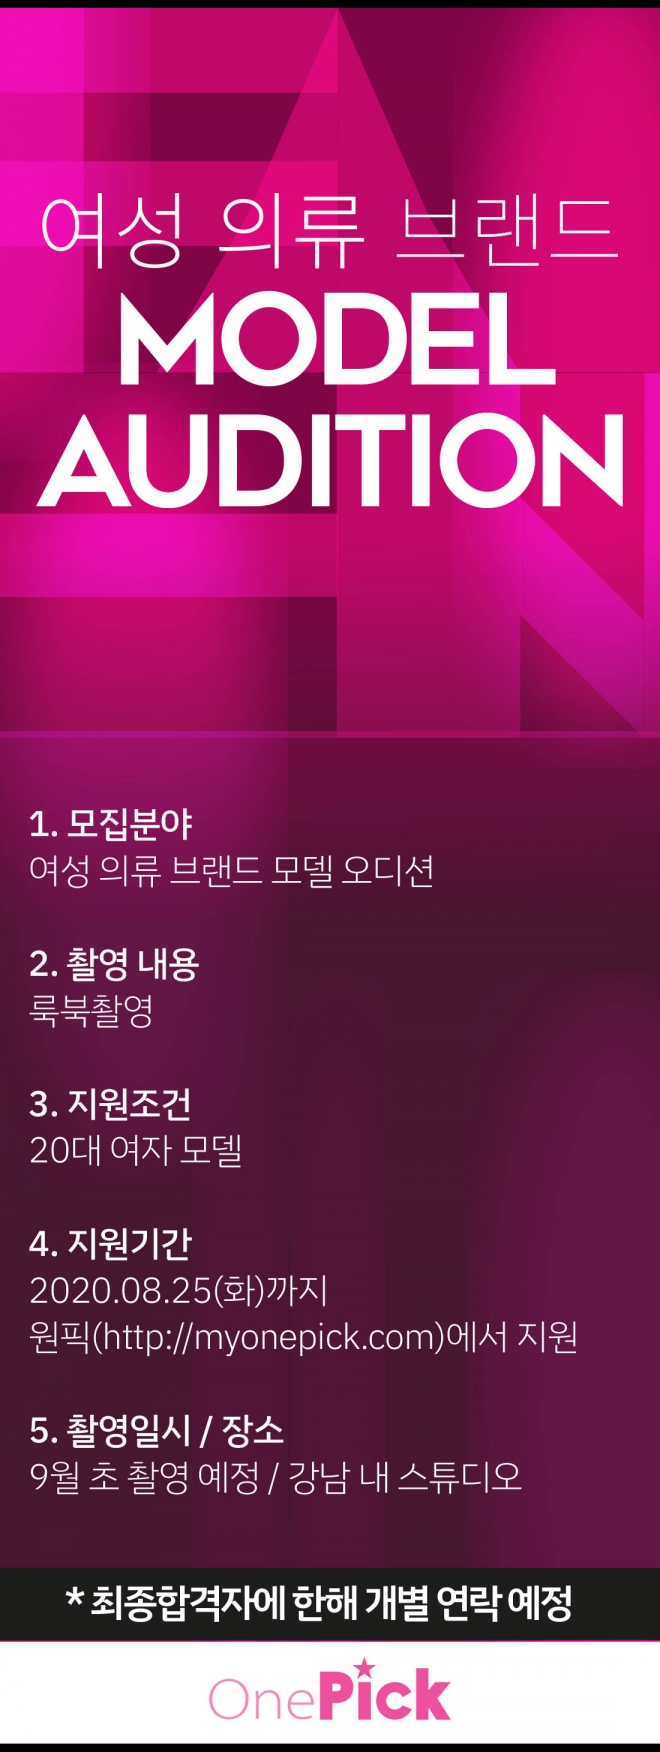 여성 의류 브랜드
MODEL
AUDITION
1. 모집분야
여성 의류 브랜드 모델 오디션
2. 촬영 내용
룩북촬영
3. 지원조건
20대 여자 모델
4. 지원기간
2020.08.25(화)까지
원픽(http://myonepick.com)에서 지원
5. 촬영일시 / 장소
9월 초 촬영 예정 / 강남 내 스튜디오
* 최종합격자에 한해 개별 연락 예정
OnePick